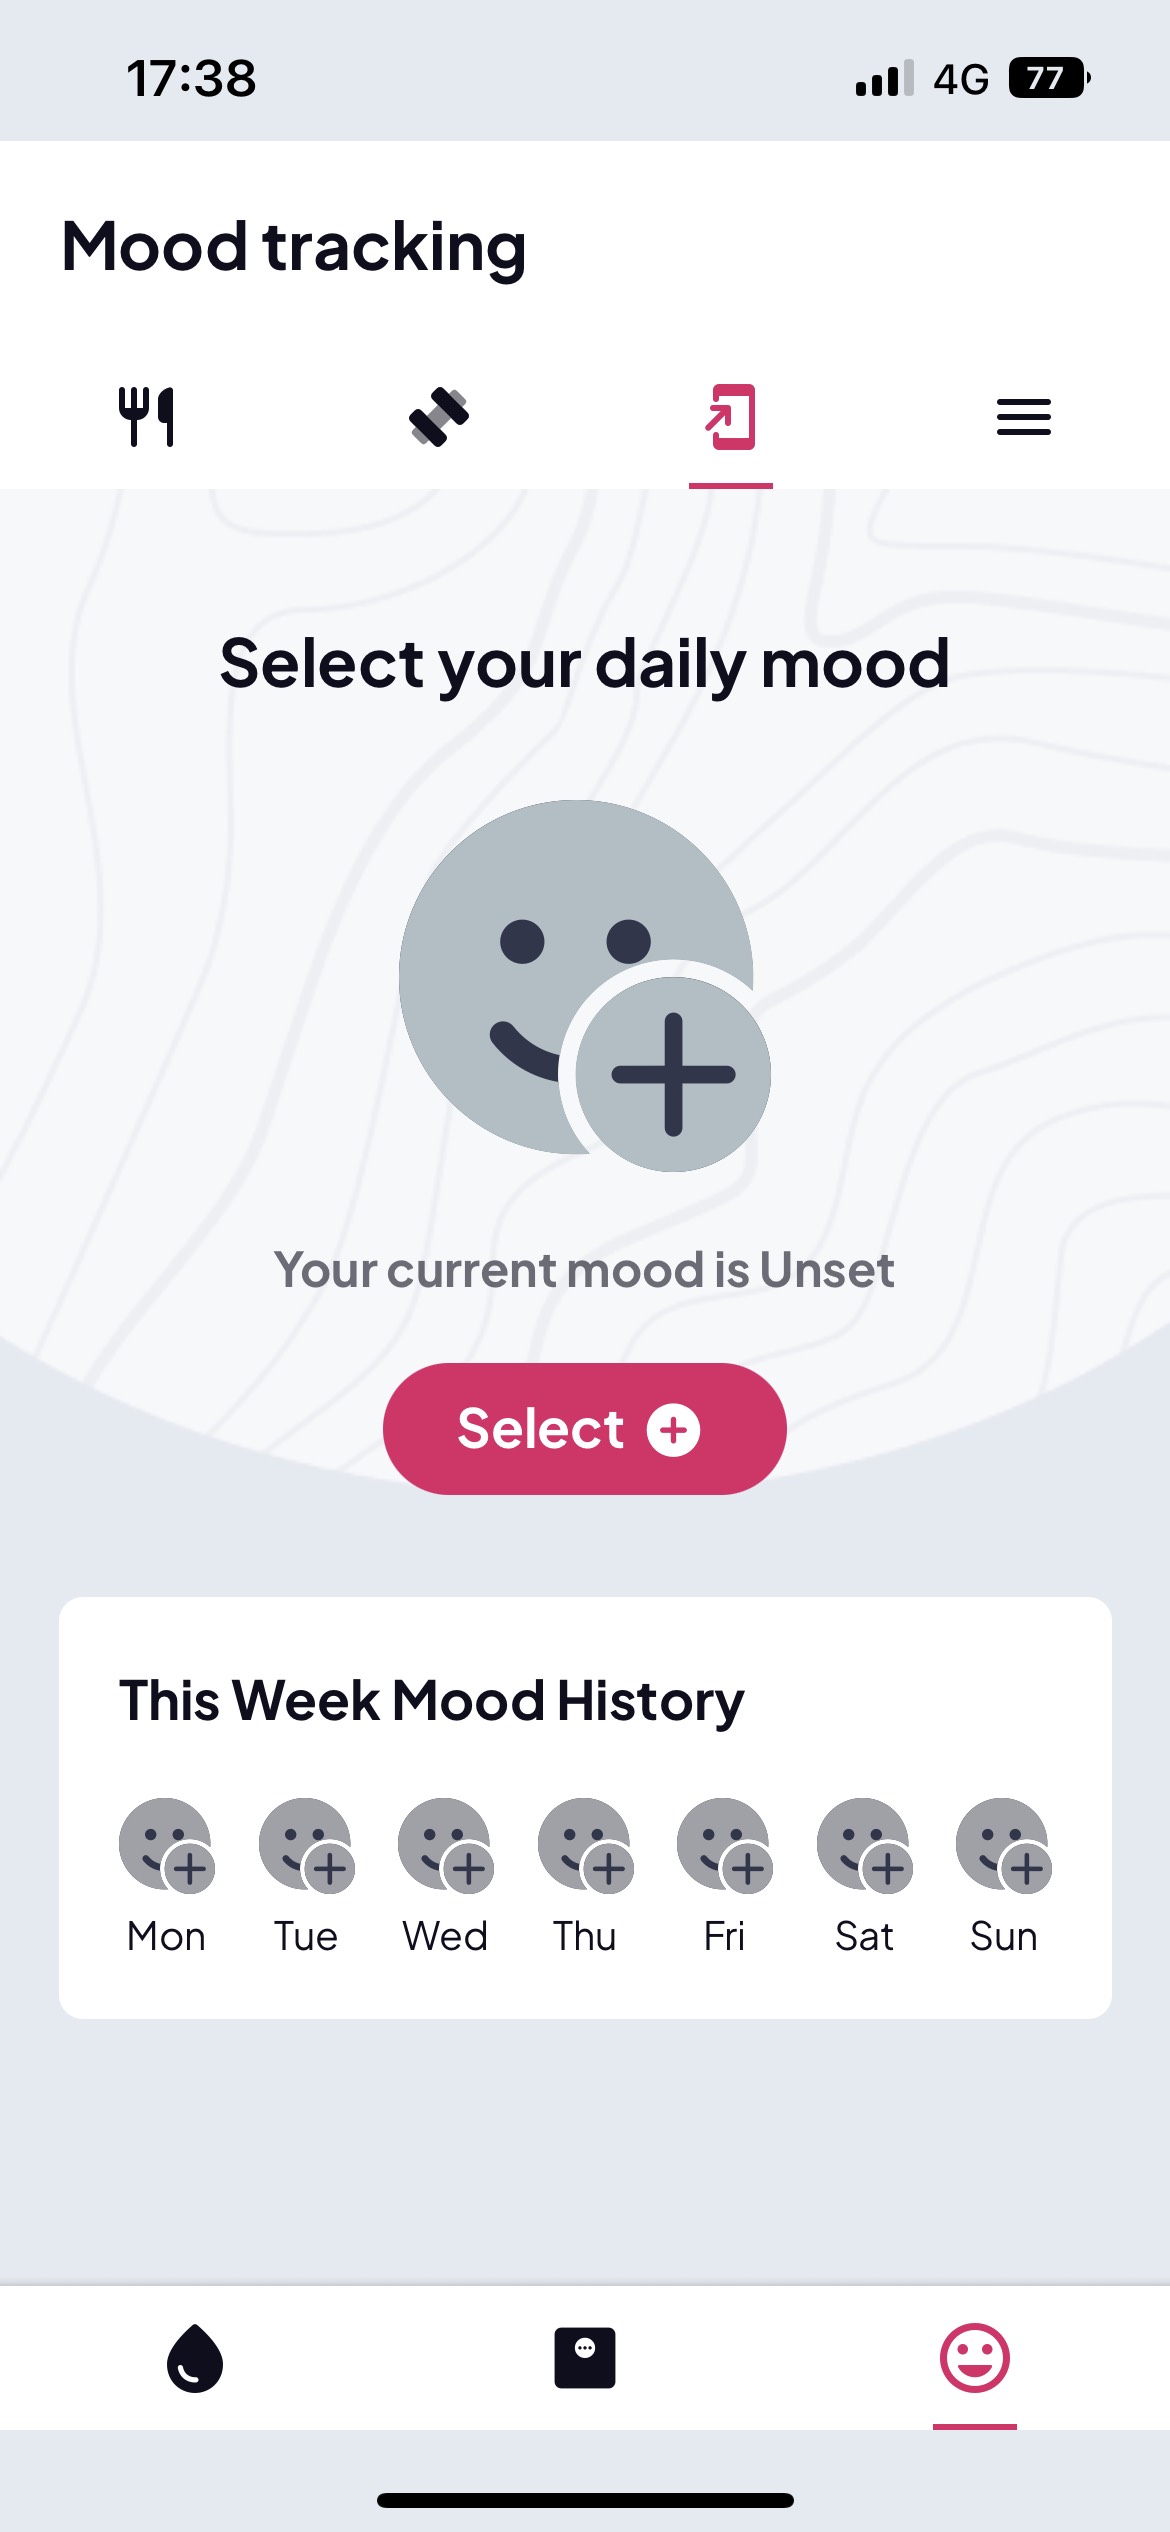 17:38
4G 77
Mood tracking
Select your daily mood
Your current mood is Unset
Select
This Week Mood History
Mon Tue Wed Thu Fri Sat Sun